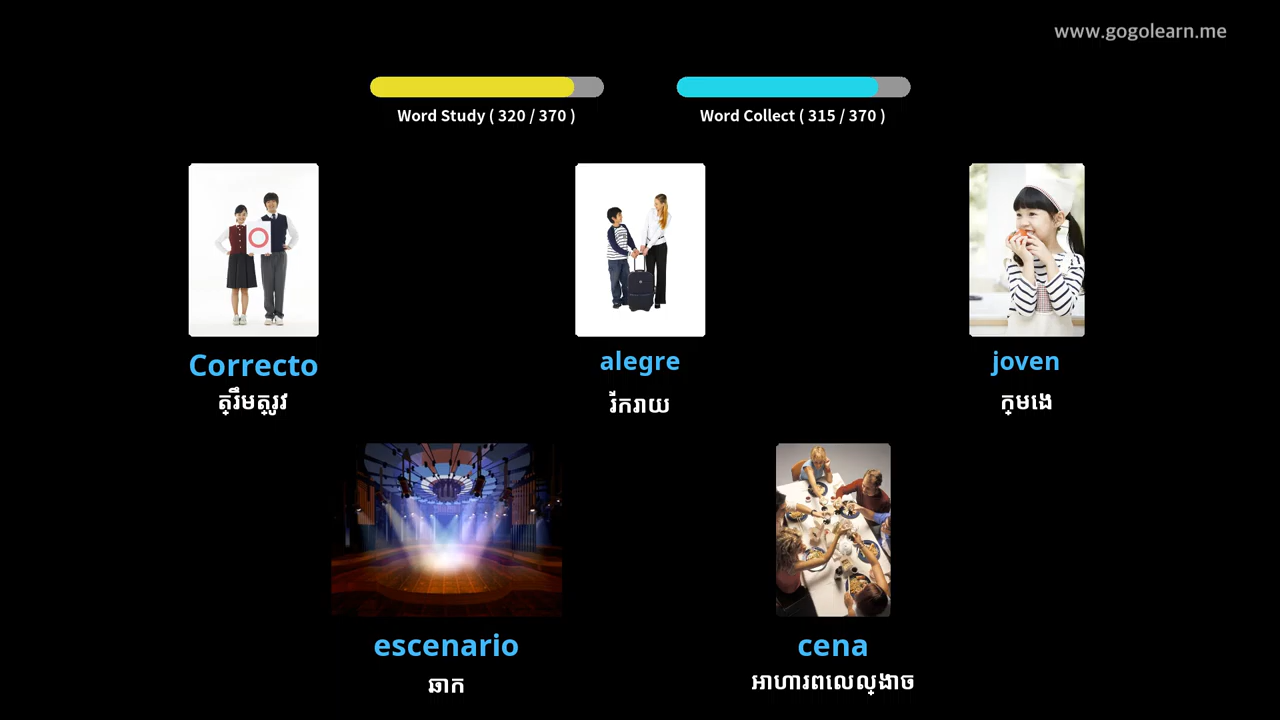 www.gogolearn.me
Word Study ( 320 / 370 )
Word Collect ( 315 / 370 )
Correcto
alegre
joven
ត្រឹមត្រូវ
រីករាយ
ក្មេង
escenario
cena
ឆាក
អាហារពេលល្ងាច